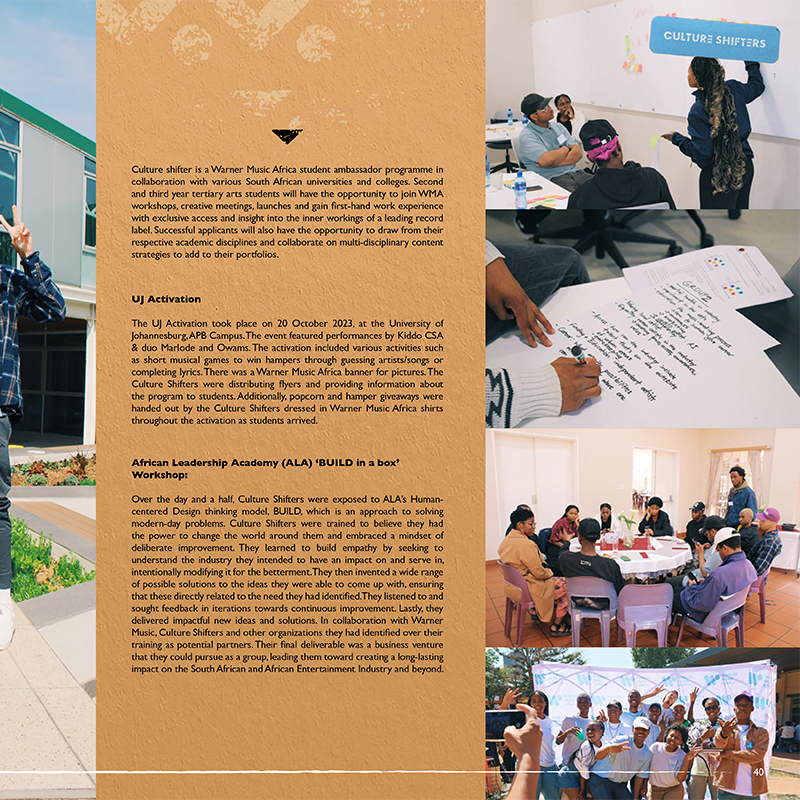 Culture shifter is a Warner Music Africa student ambassador programme in
collaboration with various South African universities and colleges. Second
and third year tertiary arts students will have the opportunity to join WMA
workshops, creative meetings, launches and gain first-hand work experience
with exclusive access and insight into the inner workings of a leading record
label. Successful applicants will also have the opportunity to draw from their
respective academic disciplines and collaborate on multi-disciplinary content
strategies to add to their portfolios.
UJ Activation
The UJ Activation took place on 20 October 2023, at the University of
Johannesburg, APB Campus. The event featured performances by Kiddo CSA
& duo Marlode and Owams. The activation included various activities such
as short musical games to win hampers through guessing artists/songs or
completing lyrics. There was a Warner Music Africa banner for pictures. The
Culture Shifters were distributing flyers and providing information about
the program to students. Additionally, popcorn and hamper giveaways were
handed out by the Culture Shifters dressed in Warner Music Africa shirts
throughout the activation as students arrived.
African Leadership Academy (ALA) ‘BUILD in a box’
Workshop:
Over the day and a half, Culture Shifters were exposed to ALA's Human-
centered Design thinking model, BUILD, which is an approach to solving
modern-day problems. Culture Shifters were trained to believe they had
the power to change the world around them and embraced a mindset of
deliberate improvement. They learned to build empathy by seeking to
understand the industry they intended to have an impact on and serve in,
intentionally modifying it for the betterment. They then invented a wide range
of possible solutions to the ideas they were able to come up with, ensuring
that these directly related to the need they had identified. They listened to and
sought feedback in iterations towards continuous improvement. Lastly, they
delivered impactful new ideas and solutions. In collaboration with Warner
Music, Culture Shifters and other organizations they had identified over their
training as potential partners. Their final deliverable was a business venture
that they could pursue as a group, leading them toward creating a long-lasting
impact on the South African and African Entertainment Industry and beyond.
CULTURE SHIFTERS
GROUP 2
40